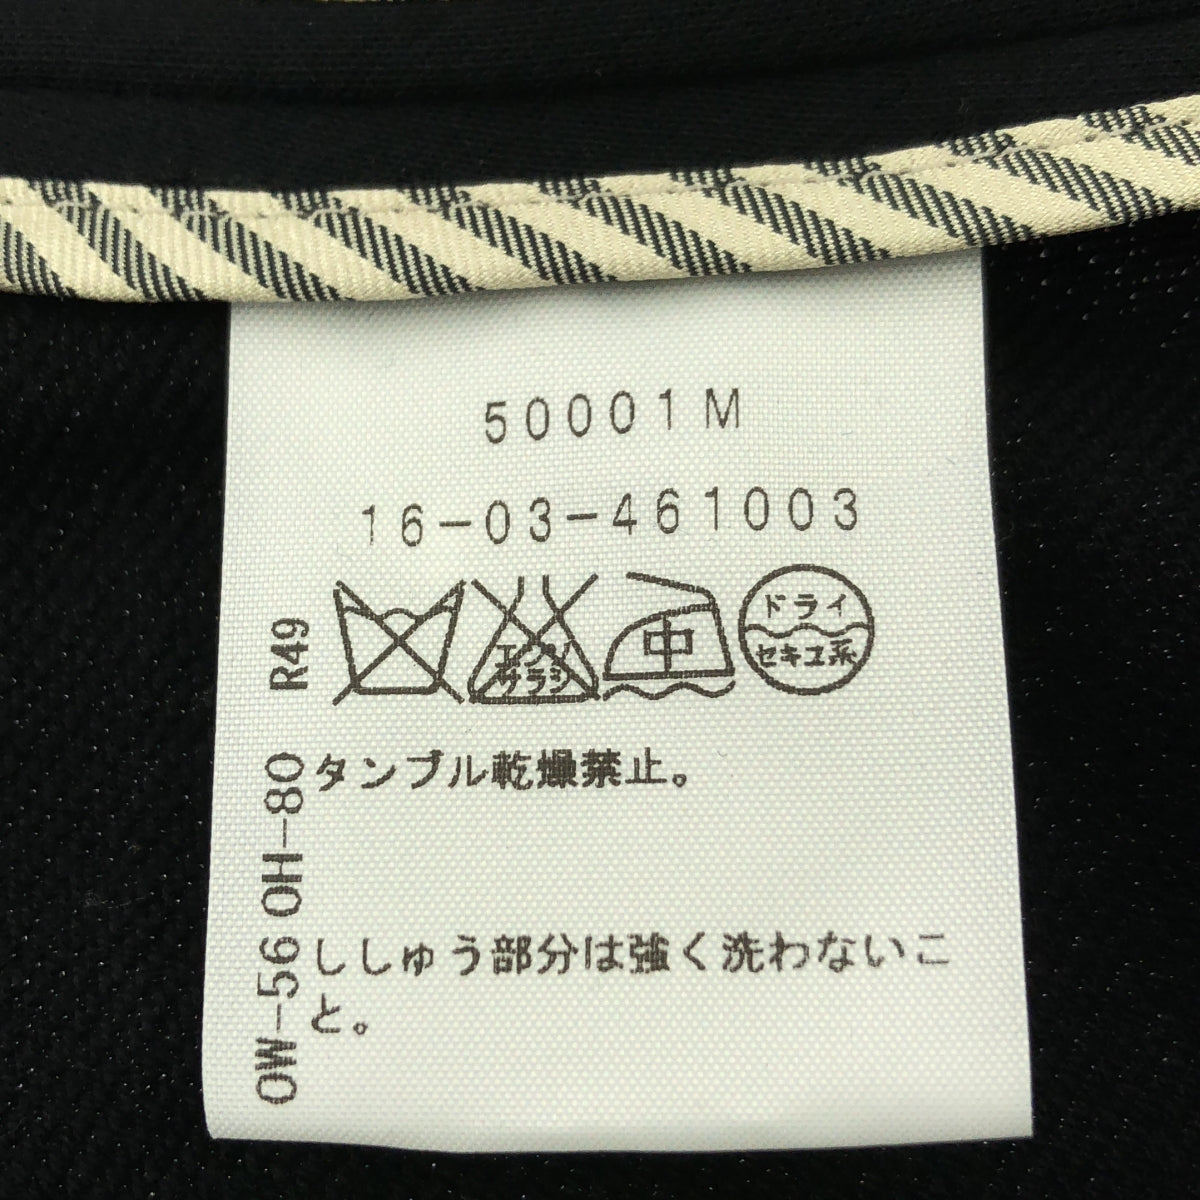 50001M
16-03-461003
エンソ
サラシ
中
ドライ
セキユ系
タンブル乾燥禁止。
ししゅう部分は強く洗わないこ
と。
OW-56 OH-80 R49